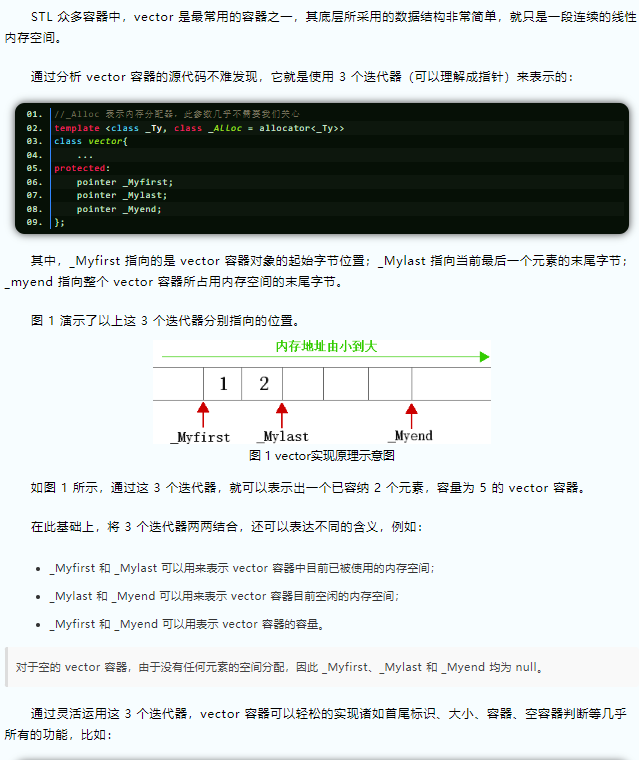 STL 众多容器中，vector 是最常用的容器之一，其底层所采用的数据结构非常简单，就只是一段连续的线性
内存空间。
通过分析 vector 容器的源代码不难发现，它就是使用 3 个迭代器（可以理解成指针）来表示的：
01. //_Alloc 表示内存分配器，此参数几乎不需要我们关心
02. template <class _Ty, class _Alloc = allocator<_Ty>>
03. class vector{
04. ...
05. protected:
06. pointer _Myfirst;
07. pointer _Mylast;
08. pointer _Myend;
09. };
其中，_Myfirst 指向的是 vector 容器对象的起始字节位置；_Mylast 指向当前最后一个元素的末尾字节；
_myend 指向整个 vector 容器所占用内存空间的末尾字节。
图 1 演示了以上这 3 个迭代器分别指向的位置。
内存地址由小到大
1 2
_Myfirst _Mylast _Myend
图 1 vector实现原理示意图
如图 1 所示，通过这 3 个迭代器，就可以表示出一个已容纳 2 个元素，容量为 5 的 vector 容器。
在此基础上，将 3 个迭代器两两结合，还可以表达不同的含义，例如：
• _Myfirst 和 _Mylast 可以用来表示 vector 容器中目前已被使用的内存空间；
• _Mylast 和 _Myend 可以用来表示 vector 容器目前空闲的内存空间；
• _Myfirst 和 _Myend 可以用表示 vector 容器的容量。
对于空的 vector 容器，由于没有任何元素的空间分配，因此 _Myfirst、_Mylast 和 _Myend 均为 null。
通过灵活运用这 3 个迭代器，vector 容器可以轻松的实现诸如首尾标识、大小、容器、空容器判断等几乎
所有的功能，比如：